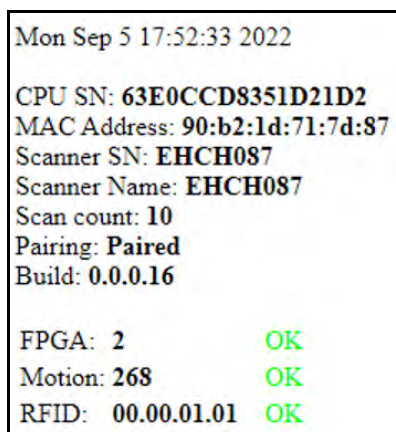 Mon Sep 5 17:52:33 2022
CPU SN: 63E0CCD8351D21D2
MAC Address: 90:b2:1d:71:7d:87
Scanner SN: EHCH087
Scanner Name: EHCH087
Scan count: 10
Pairing: Paired
Build: 0.0.0.16
FPGA: 2 OK
Motion: 268 OK
RFID: 00.00.01.01 OK